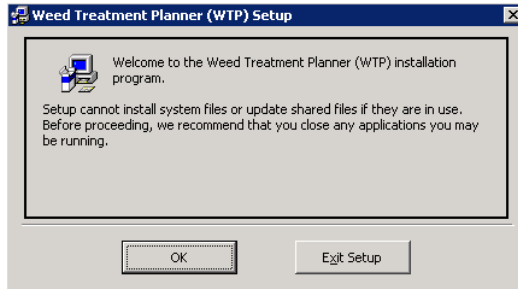 Weed Treatment Planner (WTP) Setup
Welcome to the Weed Treatment Planner (WTP) installation
program.
Setup cannot install system files or update shared files if they are in use.
Before proceeding, we recommend that you close any applications you may
be running.
OK
Exit Setup